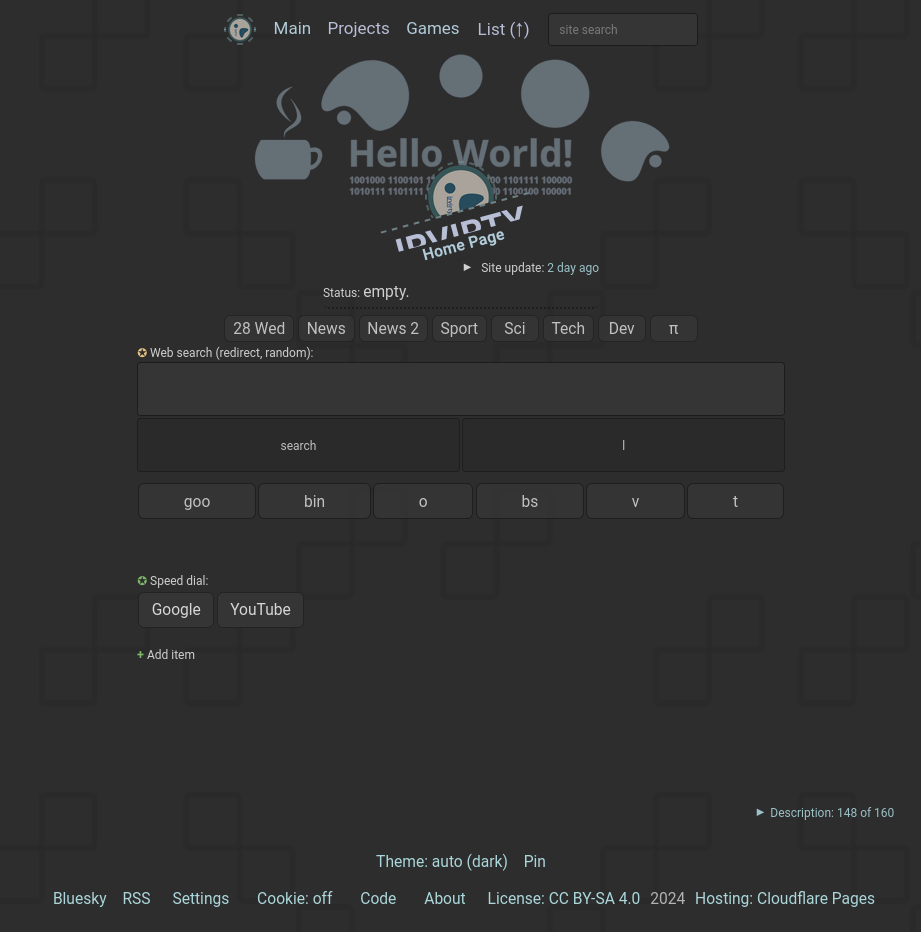 Main Projects Games List (↑) site search
Hello World!
1001000 1100101 1101111 100000
1010111 1101111 1100100 100001
Home Page
► Site update: 2 day ago
Status: empty.
28 Wed News News 2 Sport Sci Tech Dev π
✪ Web search (redirect, random):
search l
goo bin o bs v t
✪ Speed dial:
Google YouTube
+ Add item
► Description: 148 of 160
Theme: auto (dark) Pin
Bluesky RSS Settings Cookie: off Code About License: CC BY-SA 4.0 2024 Hosting: Cloudflare Pages